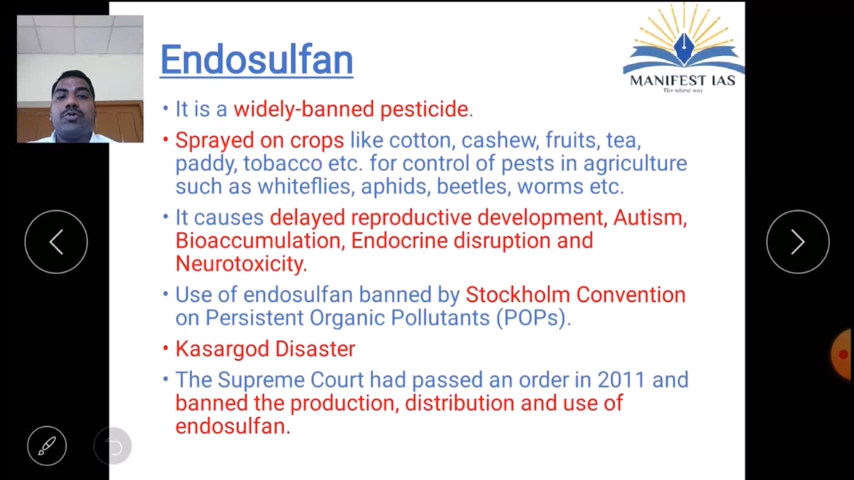 Endosulfan
MANIFEST IAS
The wisest way
• It is a widely-banned pesticide.
• Sprayed on crops like cotton, cashew, fruits, tea,
paddy, tobacco etc. for control of pests in agriculture
such as whiteflies, aphids, beetles, worms etc.
• It causes delayed reproductive development, Autism,
Bioaccumulation, Endocrine disruption and
Neurotoxicity.
• Use of endosulfan banned by Stockholm Convention
on Persistent Organic Pollutants (POPs).
• Kasargod Disaster
• The Supreme Court had passed an order in 2011 and
banned the production, distribution and use of
endosulfan.